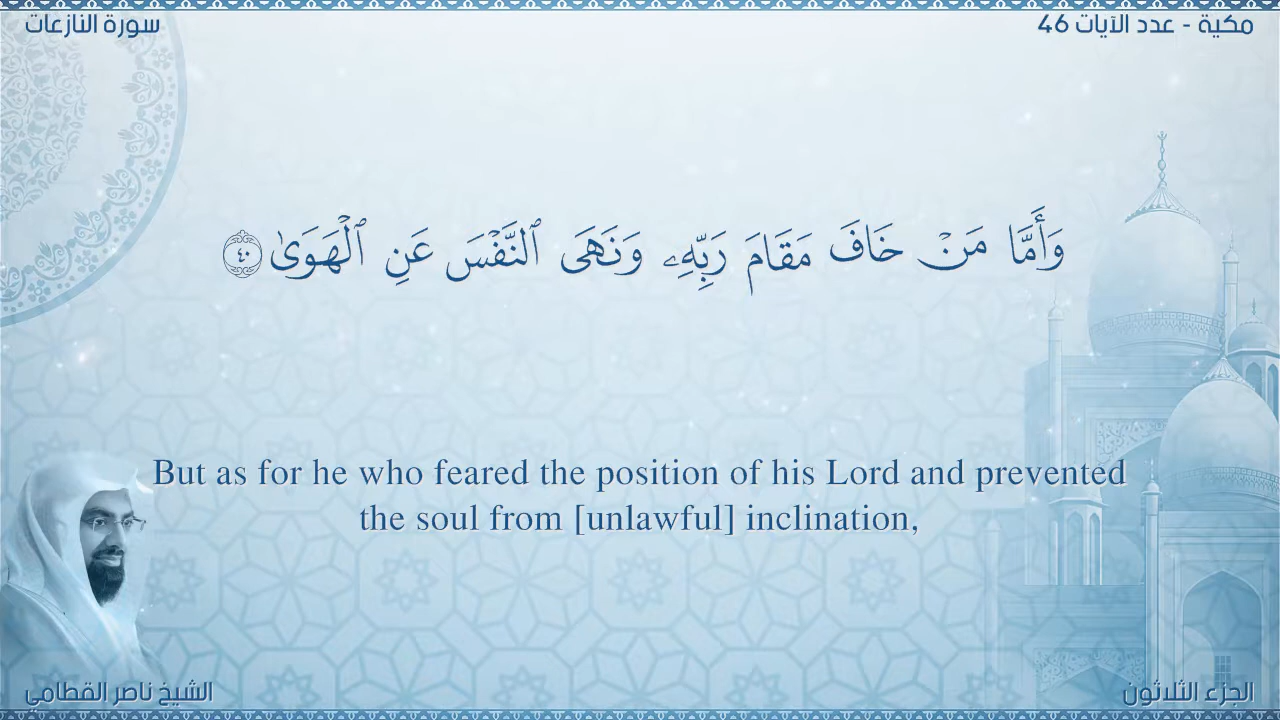 سورة النازعات
مكية - عدد الآيات 46
وَأَمَّا مَنْ خَافَ مَقَامَ رَبِّهِۦ وَنَهَى ٱلنَّفْسَ عَنِ ٱلْهَوَىٰ ٤٠
But as for he who feared the position of his Lord and prevented
the soul from [unlawful] inclination,
الشيخ ناصر القطامي
الجزء الثلاثون